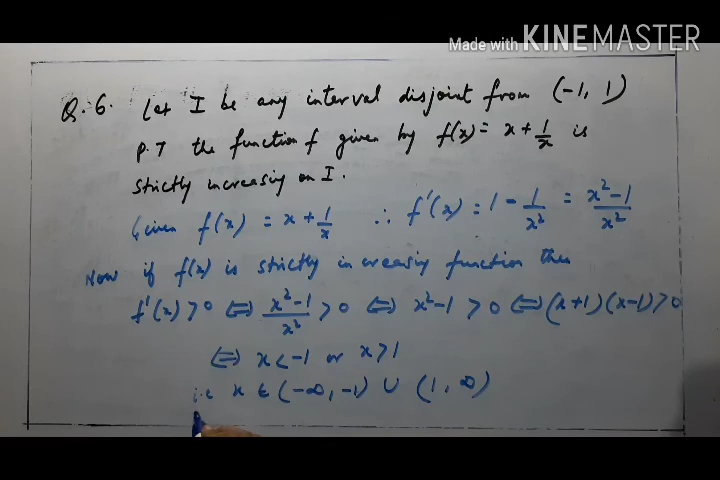 Made with KINEMASTER
Q.6. Let I be any interval disjoint from (-1, 1)
P.T the function f given by f(x) = x + 1/x is
strictly increasing on I.
Given f(x) = x + 1/x ∴ f'(x) = 1 - 1/x² = x²-1/x²
Now if f(x) is strictly increasing function then
f'(x) > 0 ⇔ x²-1/x² > 0 ⇔ x²-1 > 0 ⇔ (x+1)(x-1) > 0
⇔ x < -1 or x > 1
i.e x ∈ (-∞, -1) ∪ (1, ∞)